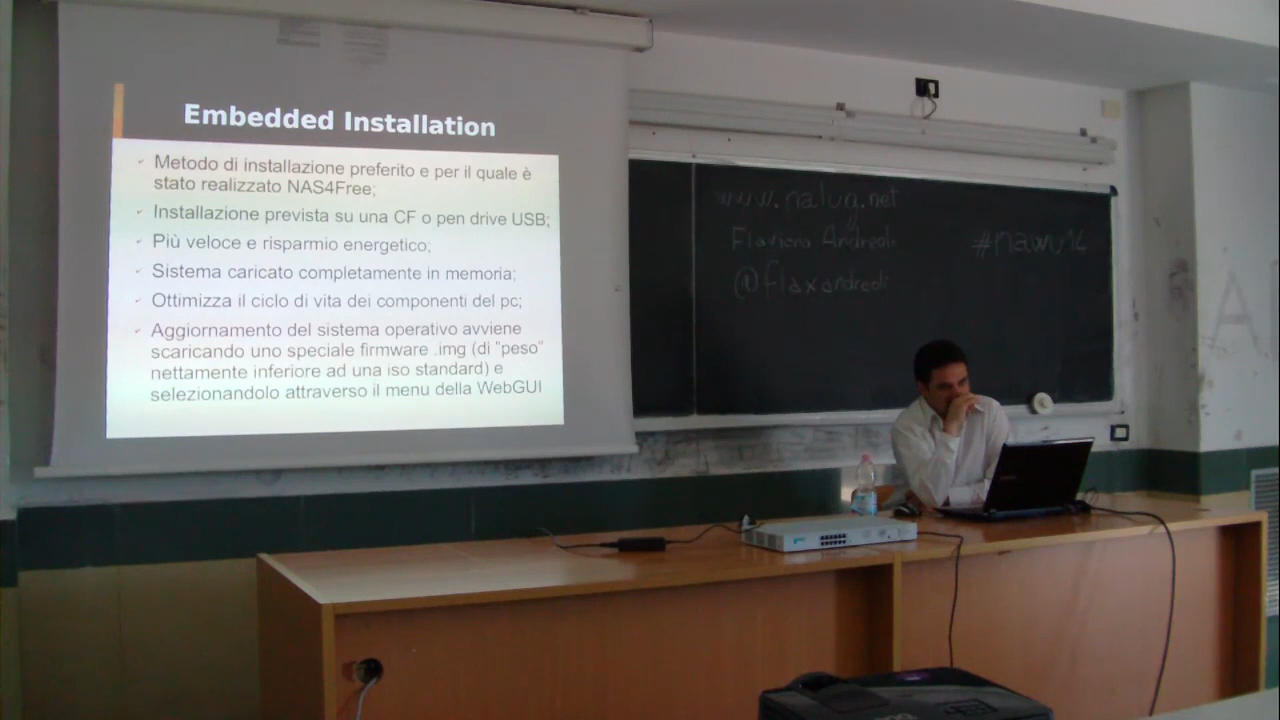 Embedded Installation
Metodo di installazione preferito e per il quale è
stato realizzato NAS4Free;
Installazione prevista su una CF o pen drive USB;
Più veloce e risparmio energetico;
Sistema caricato completamente in memoria;
Ottimizza il ciclo di vita dei componenti del pc;
Aggiornamento del sistema operativo avviene
scaricando uno speciale firmware .img (di "peso"
nettamente inferiore ad una iso standard) e
selezionandolo attraverso il menu della WebGUI
www.nalug.net
Flaviano Andreoli
@flaxandreoli
#nawu14